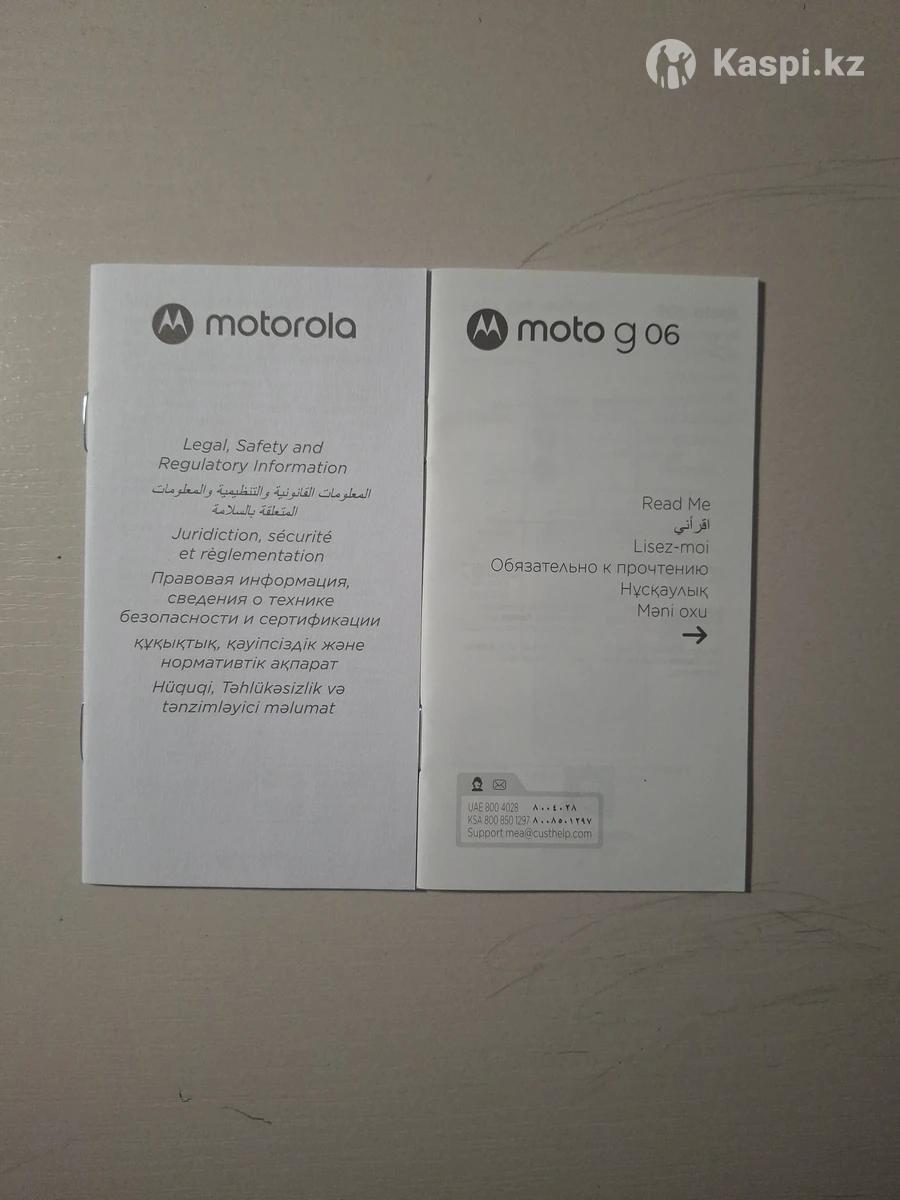 Kaspi.kz
motorola
Legal, Safety and
Regulatory Information
المعلومات القانونية والتنظيمية والمعلومات
المتعلقة بالسلامة
Juridiction, sécurité
et règlementation
Правовая информация,
сведения о технике
безопасности и сертификации
құқықтық, қауіпсіздік және
нормативтік ақпарат
Hüquqi, Təhlükəsizlik və
tənzimləyici məlumat
moto g 06
Read Me
اقرأني
Lisez-moi
Обязательно к прочтению
Нұсқаулық
Məni oxu
→
UAE 800 4028 ٨٠٠٤٠٢٨
KSA 800 850 1297 ٨٠٠٨٥٠١٢٩٧
Support mea@custhelp.com